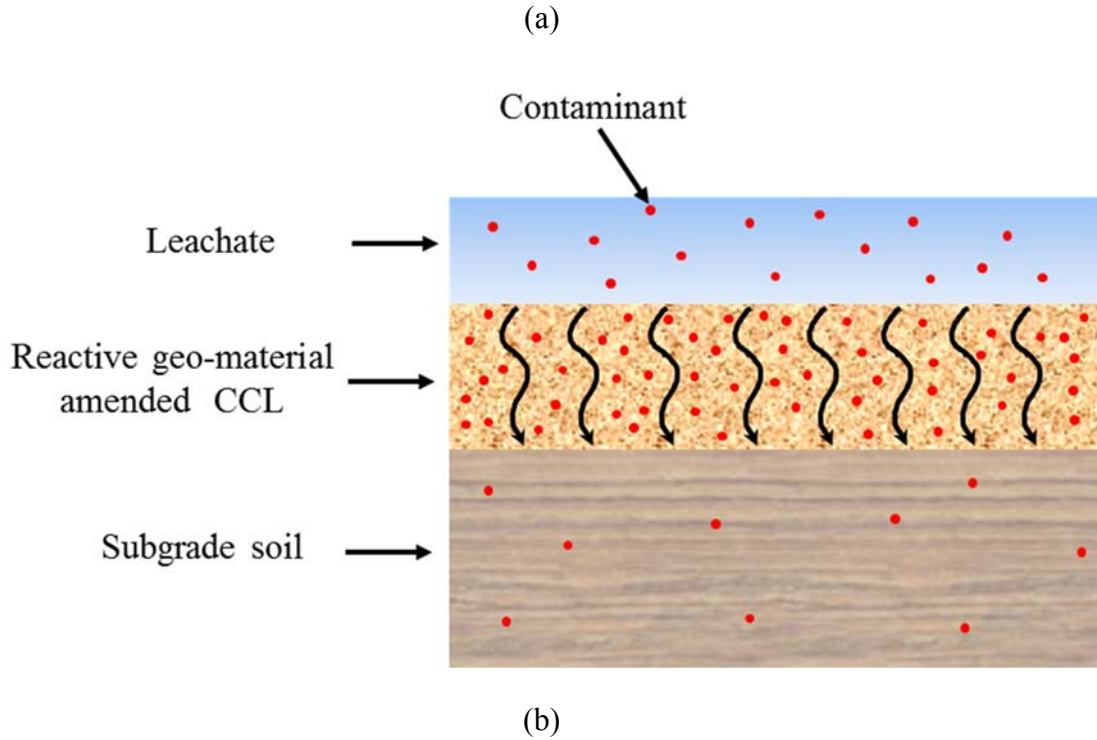 (a)
Contaminant
Leachate
Reactive geo-material
amended CCL
Subgrade soil
(b)